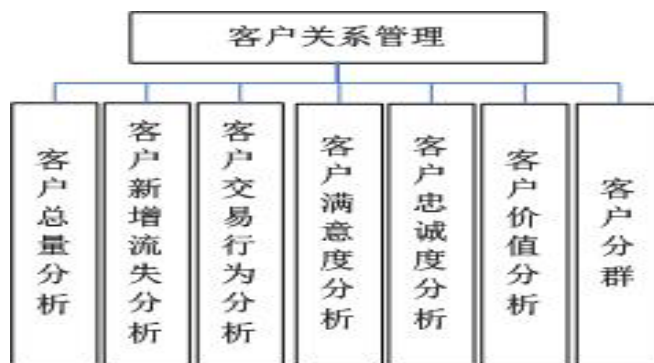 客户关系管理
客户总量分析
客户新增流失分析
客户交易行为分析
客户满意度分析
客户忠诚度分析
客户价值分析
客户分群